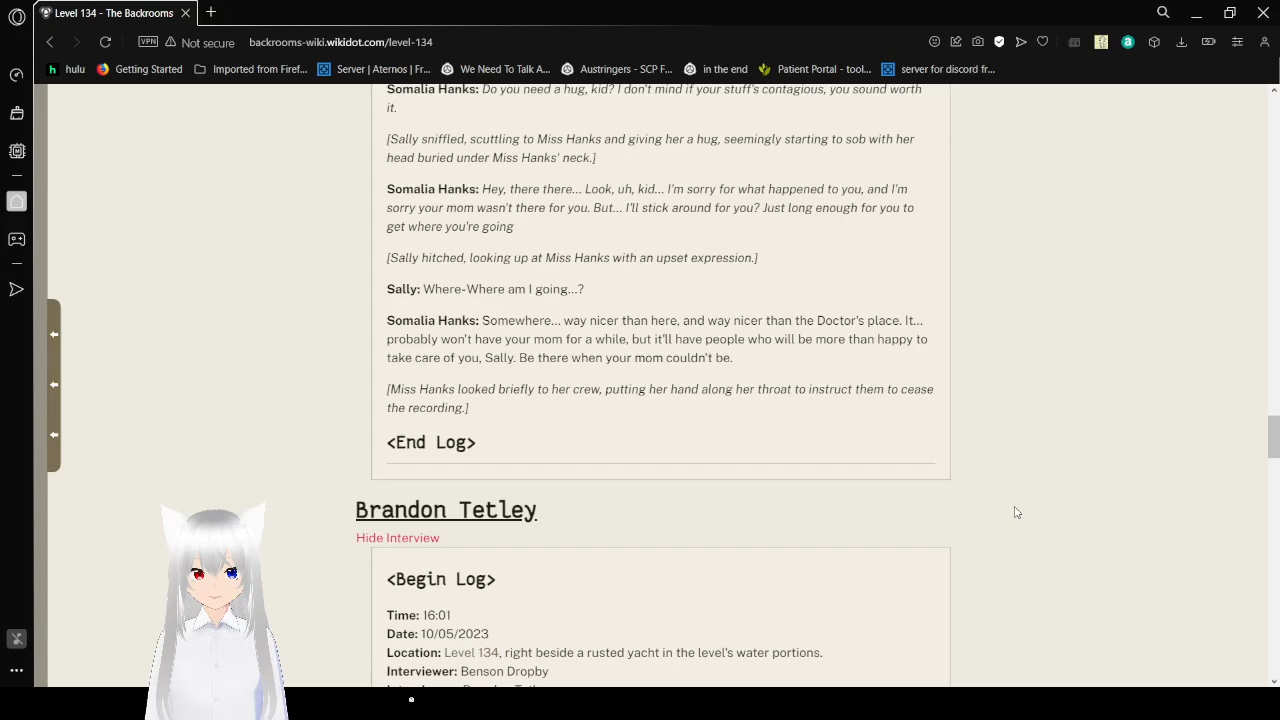 Level 134 - The Backrooms
VPN Not secure backrooms-wiki.wikidot.com/level-134
hulu Getting Started Imported from Firef... Server | Aternos | Fr... We Need To Talk A... Austringers - SCP F... in the end Patient Portal - tool... server for discord fr...
Somalia Hanks: Do you need a hug, kid? I don't mind if your stuff's contagious, you sound worth
it.
[Sally sniffled, scuttling to Miss Hanks and giving her a hug, seemingly starting to sob with her
head buried under Miss Hanks' neck.]
Somalia Hanks: Hey, there there... Look, uh, kid... I'm sorry for what happened to you, and I'm
sorry your mom wasn't there for you. But... I'll stick around for you? Just long enough for you to
get where you're going
[Sally hitched, looking up at Miss Hanks with an upset expression.]
Sally: Where-Where am I going...?
Somalia Hanks: Somewhere... way nicer than here, and way nicer than the Doctor's place. It...
probably won't have your mom for a while, but it'll have people who will be more than happy to
take care of you, Sally. Be there when your mom couldn't be.
[Miss Hanks looked briefly to her crew, putting her hand along her throat to instruct them to cease
the recording.]
<End Log>
Brandon Tetley
Hide Interview
<Begin Log>
Time: 16:01
Date: 10/05/2023
Location: Level 134, right beside a rusted yacht in the level's water portions.
Interviewer: Benson Dropby